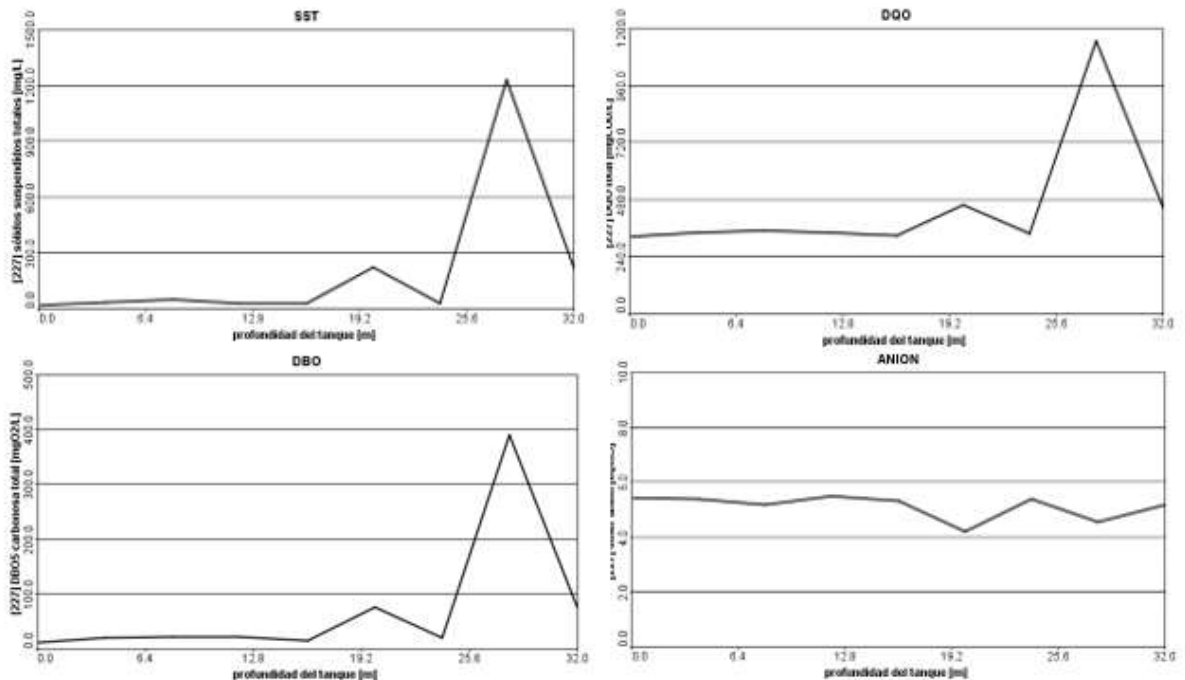 SST
[227] sólidos suspendidos totales [mg/L]
1500.0
1200.0
900.0
600.0
300.0
0.0
0.0 6.4 12.8 19.2 25.6 32.0
profundidad del tanque [m]
DQO
1200.0
960.0
720.0
480.0
240.0
0.0
0.0 6.4 12.8 19.2 25.6 32.0
profundidad del tanque [m]
DBO
[227] DBO5 carbonosa total [mgO2/L]
500.0
400.0
300.0
200.0
100.0
0.0
0.0 6.4 12.8 19.2 25.6 32.0
profundidad del tanque [m]
ANION
10.0
8.0
6.0
4.0
2.0
0.0
0.0 6.4 12.8 19.2 25.6 32.0
profundidad del tanque [m]